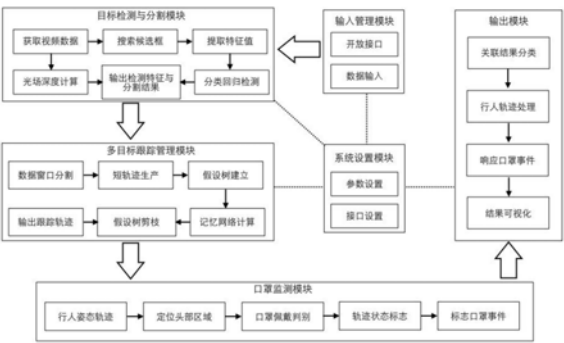 目标检测与分割模块
获取视频数据
搜索候选框
提取特征值
光场深度计算
输出检测特征与
分割结果
分类回归检测
输入管理模块
开放接口
数据输入
输出模块
关联结果分类
行人轨迹处理
响应口罩事件
结果可视化
多目标跟踪管理模块
数据窗口分割
短轨迹生产
假设树建立
输出跟踪轨迹
假设树剪枝
记忆网络计算
系统设置模块
参数设置
接口设置
口罩监测模块
行人姿态轨迹
定位头部区域
口罩佩戴判别
轨迹状态标志
标志口罩事件